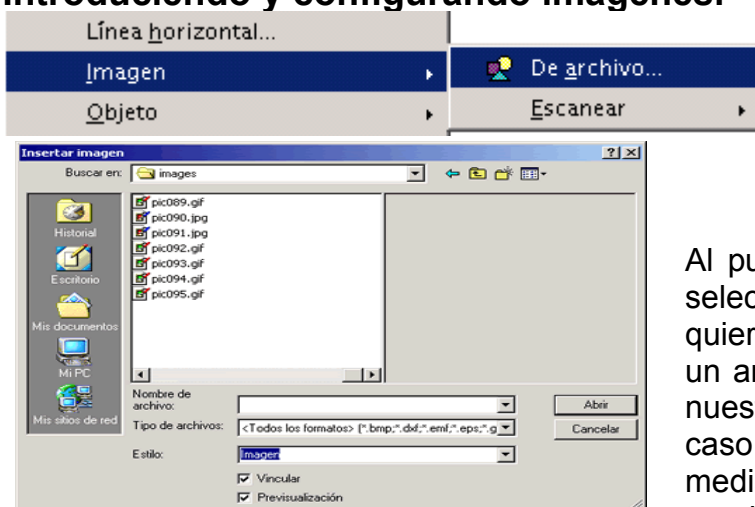 Introduciendo y configurando imágenes.
Línea horizontal...
Imagen
De archivo...
Objeto
Escanear
Insertar imagen
Buscar en:
images
Historial
Escritorio
Mis documentos
Mi PC
Mis sitios de red
pic089.gif
pic090.jpg
pic091.jpg
pic092.gif
pic093.gif
pic094.gif
pic095.gif
Nombre de
archivo:
Abrir
Tipo de archivos:
<Todos los formatos> (*.bmp;*.dxf;*.emf;*.eps;*.g
Cancelar
Estilo:
Imagen
Vincular
Previsualización
Al pu
selec
quier
un ar
nues
caso
medi